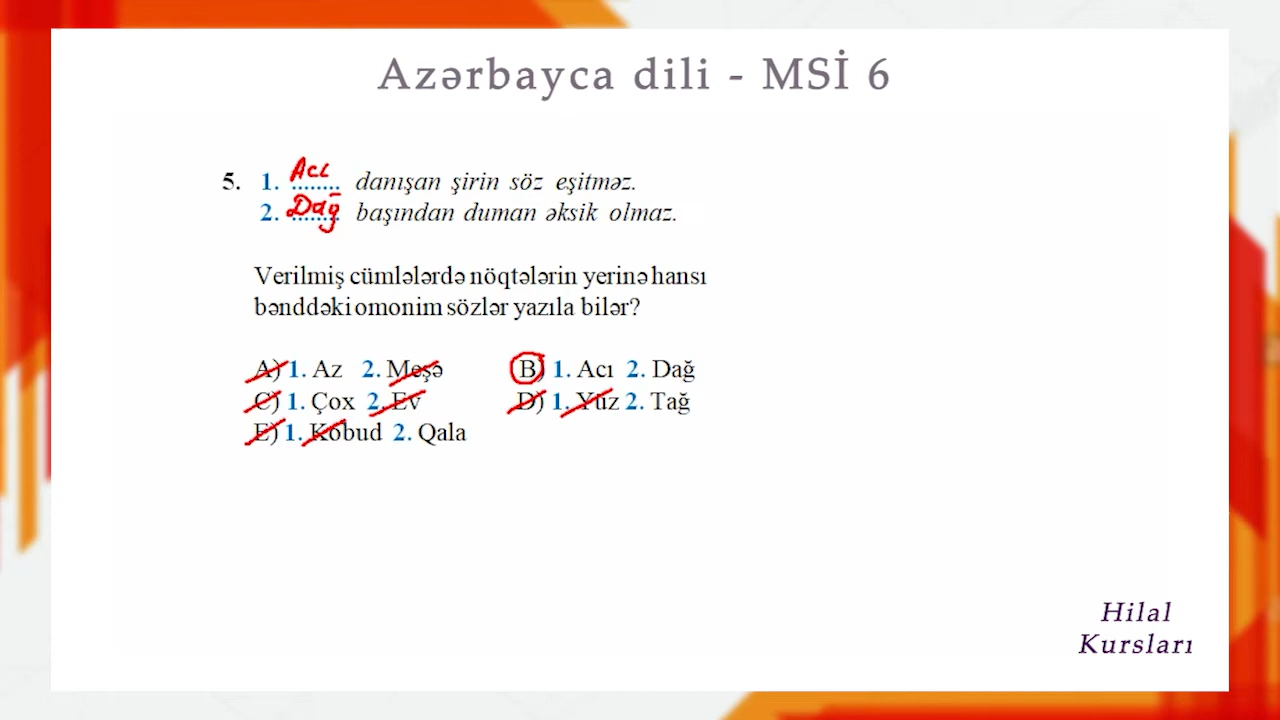 Azərbayca dili - MSİ 6
5. 1. Acı danışan şirin söz eşitməz.
2. Dağ başından duman əksik olmaz.
Verilmiş cümlələrdə nöqtələrin yerinə hansı
bənddəki omonim sözlər yazıla bilər?
A) 1. Az 2. Meşə B) 1. Acı 2. Dağ
C) 1. Çox 2. Ev D) 1. Yüz 2. Tağ
E) 1. Kobud 2. Qala
Hilal
Kursları